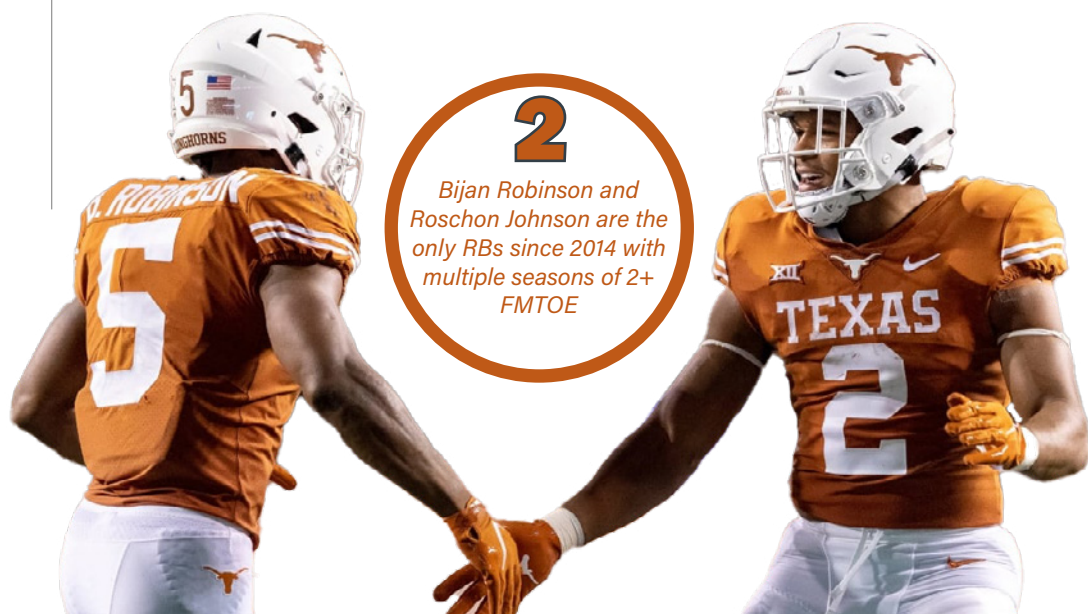 5
LONGHORNS
B. ROBINSON
5
2
Bijan Robinson and
Roschon Johnson are the
only RBs since 2014 with
multiple seasons of 2+
FMTOE
XII
TEXAS
2